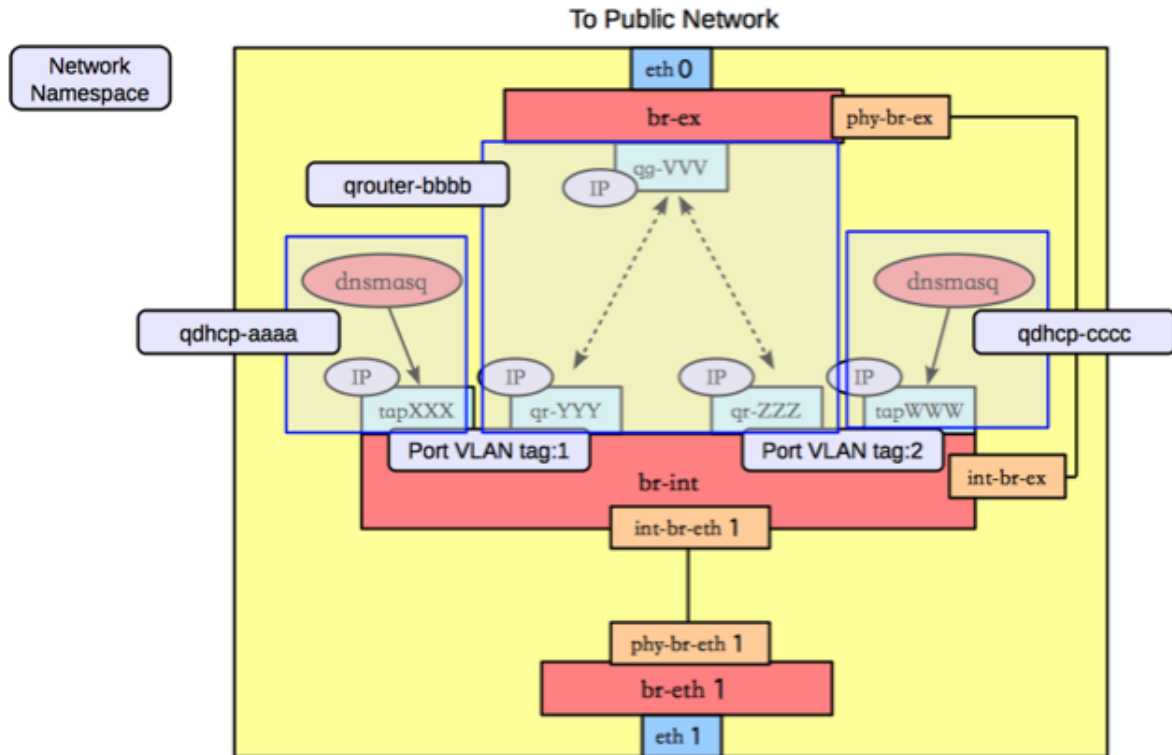 To Public Network
Network
Namespace
eth 0
br-ex
phy-br-ex
qrouter-bbbb
qg-VVV
IP
dnsmasq
dnsmasq
qdhcp-aaaa
qdhcp-cccc
IP
IP
IP
IP
tapXXX
qr-YYY
qr-ZZZ
tapWWW
Port VLAN tag:1
Port VLAN tag:2
br-int
int-br-ex
int-br-eth 1
phy-br-eth 1
br-eth 1
eth 1